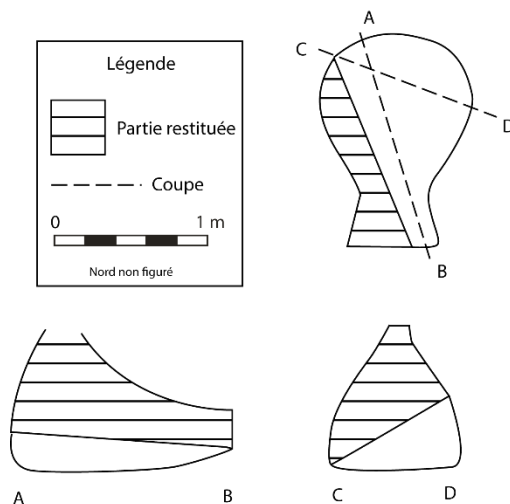 Légende
Partie restituée
Coupe
0 1 m
Nord non figuré
A
C
D
B
A B
C D